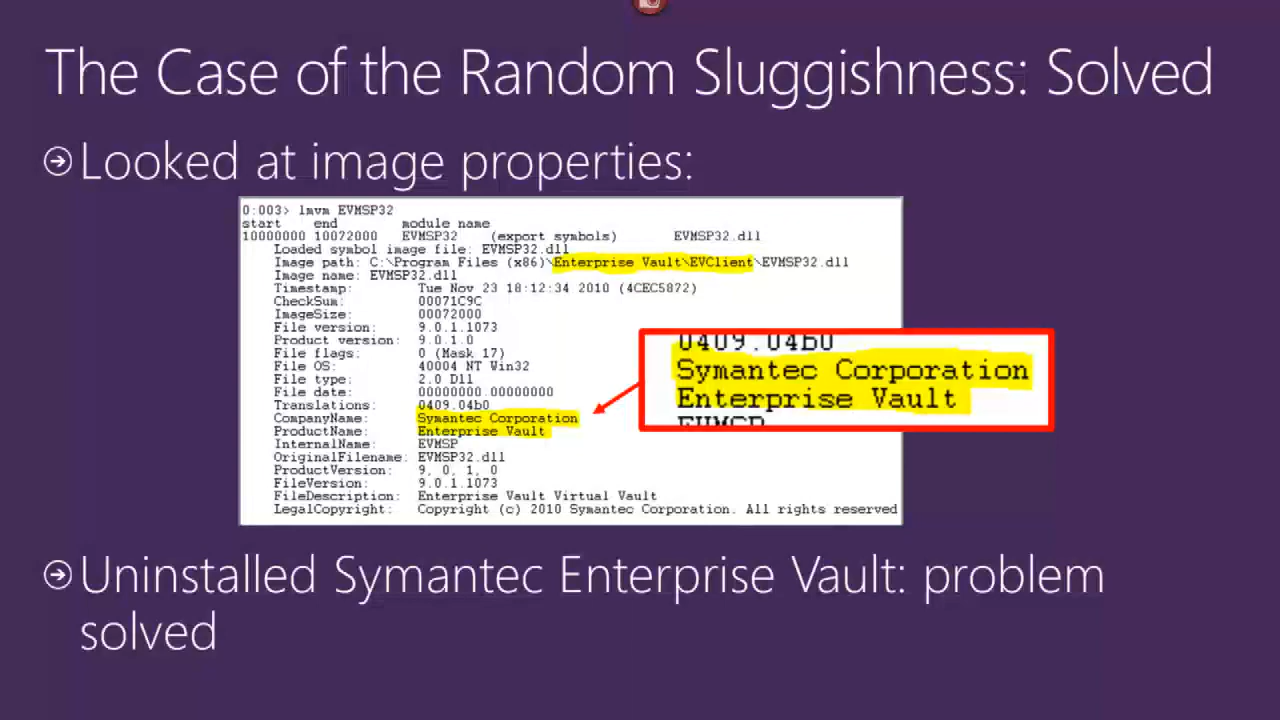 The Case of the Random Sluggishness: Solved
Looked at image properties:
0:003> lmvm EVMSP32
start end module name
10000000 10072000 EVMSP32 (export symbols) EVMSP32.dll
Loaded symbol image file: EVMSP32.dll
Image path: C:\Program Files (x86)\Enterprise Vault\EVClient\EVMSP32.dll
Image name: EVMSP32.dll
Timestamp: Tue Nov 23 18:12:34 2010 (4CEC5872)
CheckSum: 00071C9C
ImageSize: 00072000
File version: 9.0.1.1073
Product version: 9.0.1.0
File flags: 0 (Mask 17)
File OS: 40004 NT Win32
File type: 2.0 Dll
File date: 00000000.00000000
Translations: 0409.04b0
CompanyName: Symantec Corporation
ProductName: Enterprise Vault
InternalName: EVMSP
OriginalFilename: EVMSP32.dll
ProductVersion: 9, 0, 1, 0
FileVersion: 9.0.1.1073
FileDescription: Enterprise Vault Virtual Vault
LegalCopyright: Copyright (c) 2010 Symantec Corporation. All rights reserved
0409.04b0
Symantec Corporation
Enterprise Vault
EVMSP
Uninstalled Symantec Enterprise Vault: problem
solved